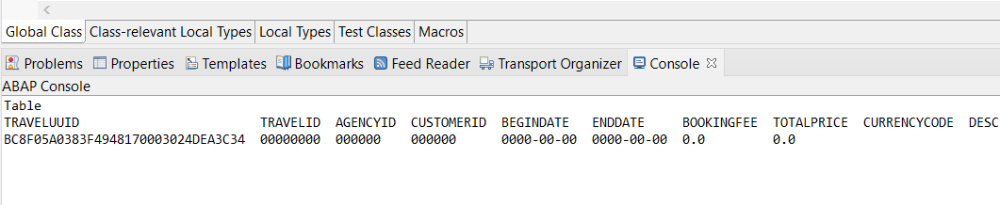 Global Class Class-relevant Local Types Local Types Test Classes Macros
Problems Properties Templates Bookmarks Feed Reader Transport Organizer Console
ABAP Console
Table
TRAVELUUID TRAVELID AGENCYID CUSTOMERID BEGINDATE ENDDATE BOOKINGFEE TOTALPRICE CURRENCYCODE DESC
BC8F05A0383F4948170003024DEA3C34 00000000 000000 000000 0000-00-00 0000-00-00 0.0 0.0